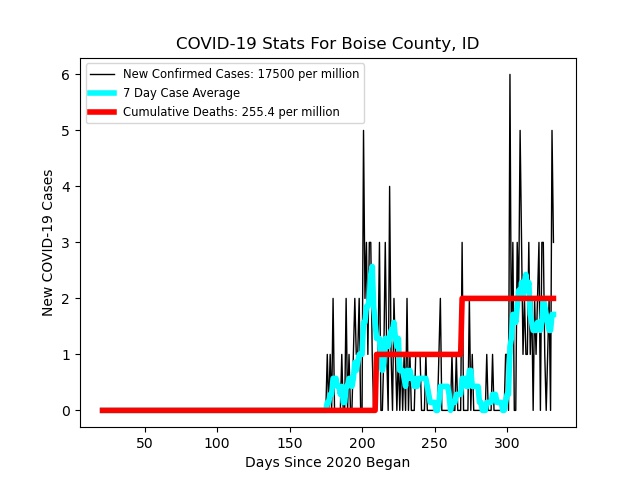 COVID-19 Stats For Boise County, ID
New Confirmed Cases: 17500 per million
7 Day Case Average
Cumulative Deaths: 255.4 per million
New COVID-19 Cases
6
5
4
3
2
1
0
50 100 150 200 250 300
Days Since 2020 Began